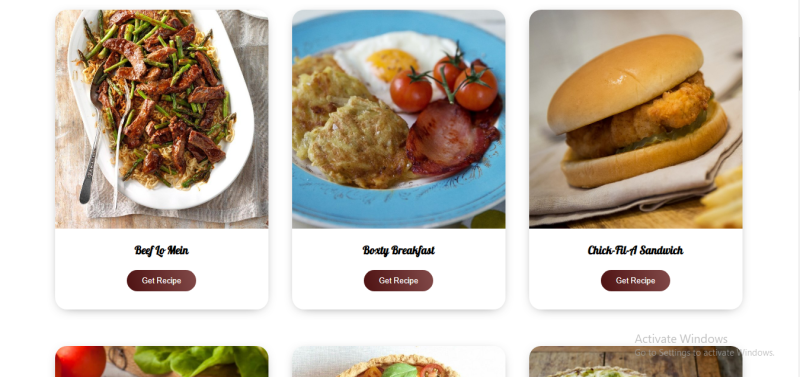 Beef Lo Mein
Boxty Breakfast
Chick-Fil-A Sandwich
Get Recipe
Get Recipe
Get Recipe
Activate Windows
Go to Settings to activate Windows.